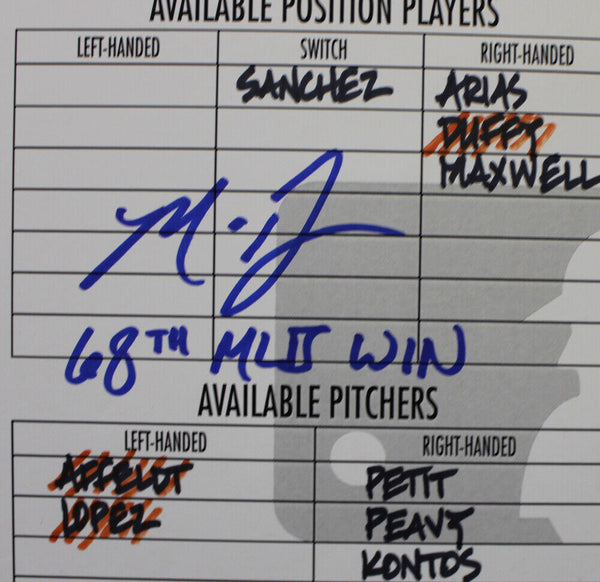 AVAILABLE POSITION PLAYERS
LEFT-HANDED SWITCH RIGHT-HANDED
SANCHEZ ARIAS
DUFFY
MAXWELL
68TH MLB WIN
AVAILABLE PITCHERS
LEFT-HANDED RIGHT-HANDED
AFFELDT PETIT
LOPEZ PEAVY
KONTOS